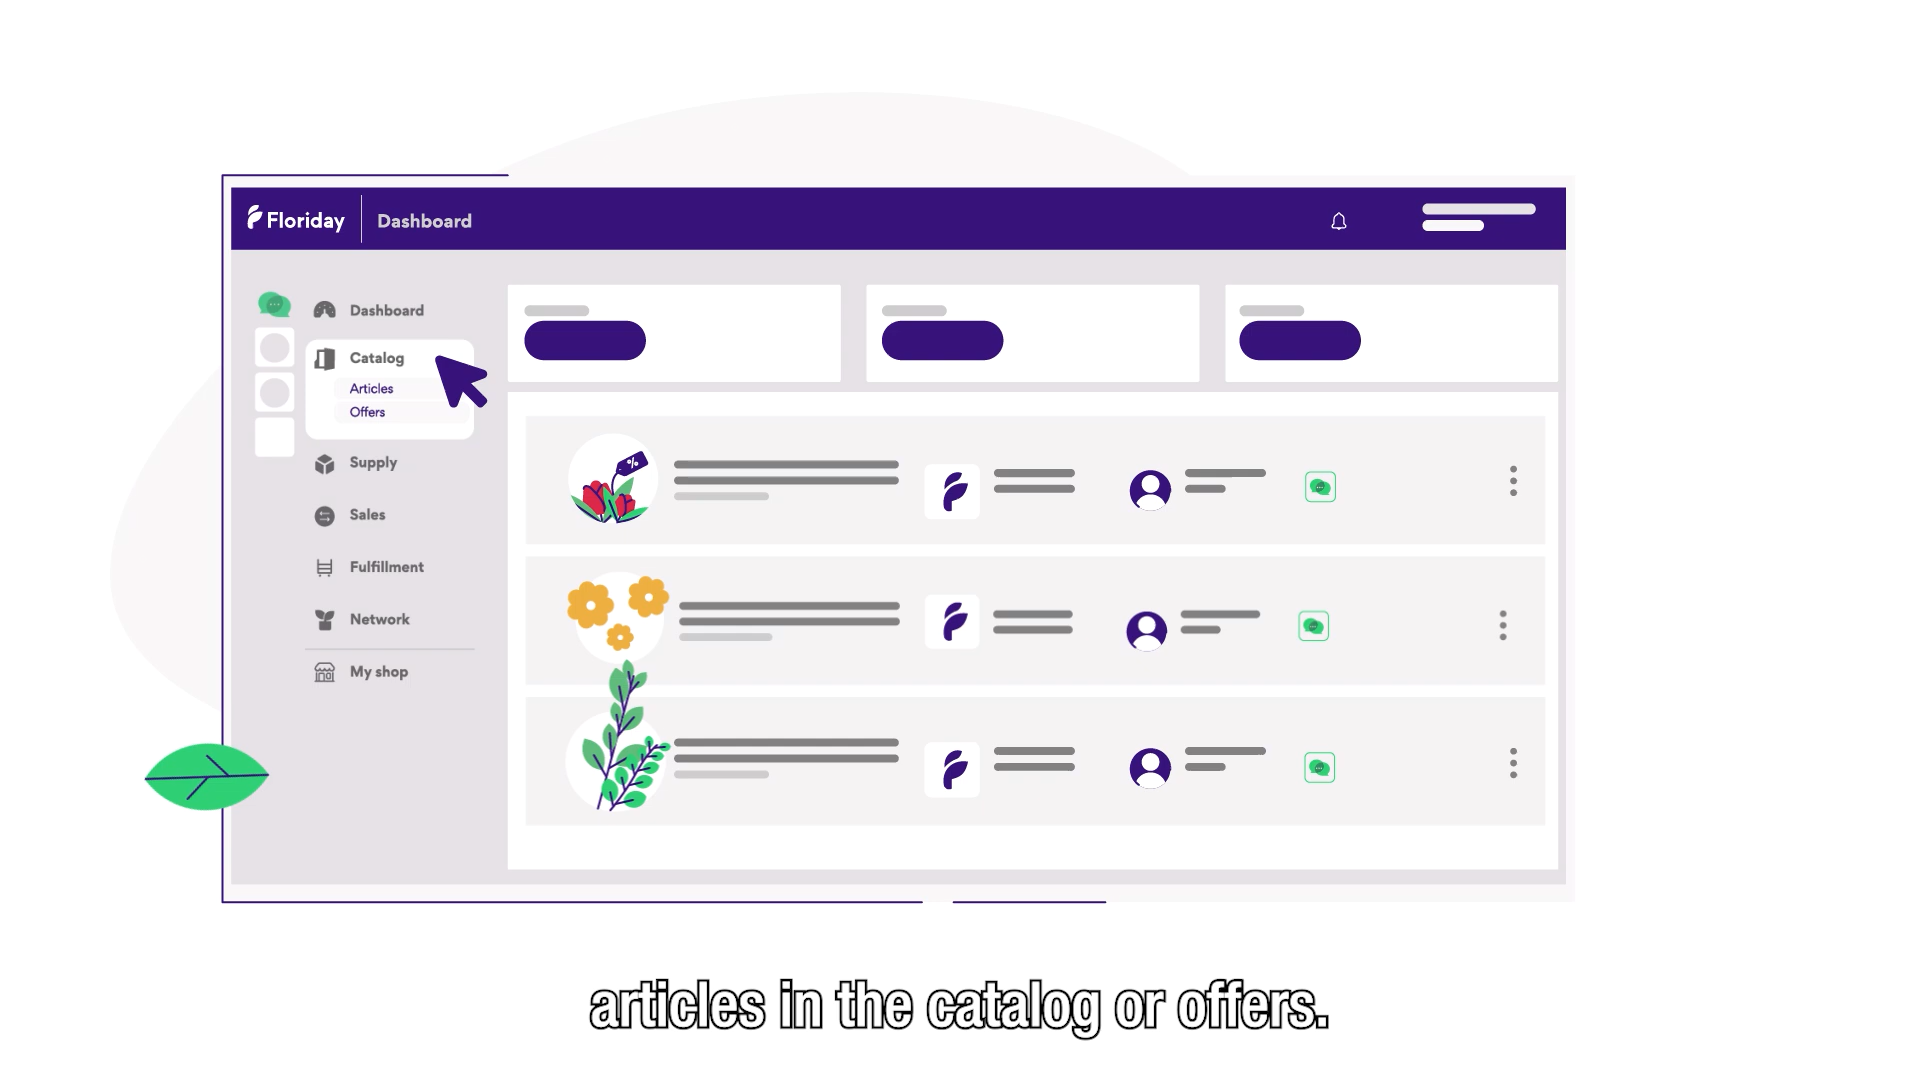 Floriday
Dashboard
Dashboard
Catalog
Articles
Offers
Supply
Sales
Fulfillment
Network
My shop
%
articles in the catalog or offers.